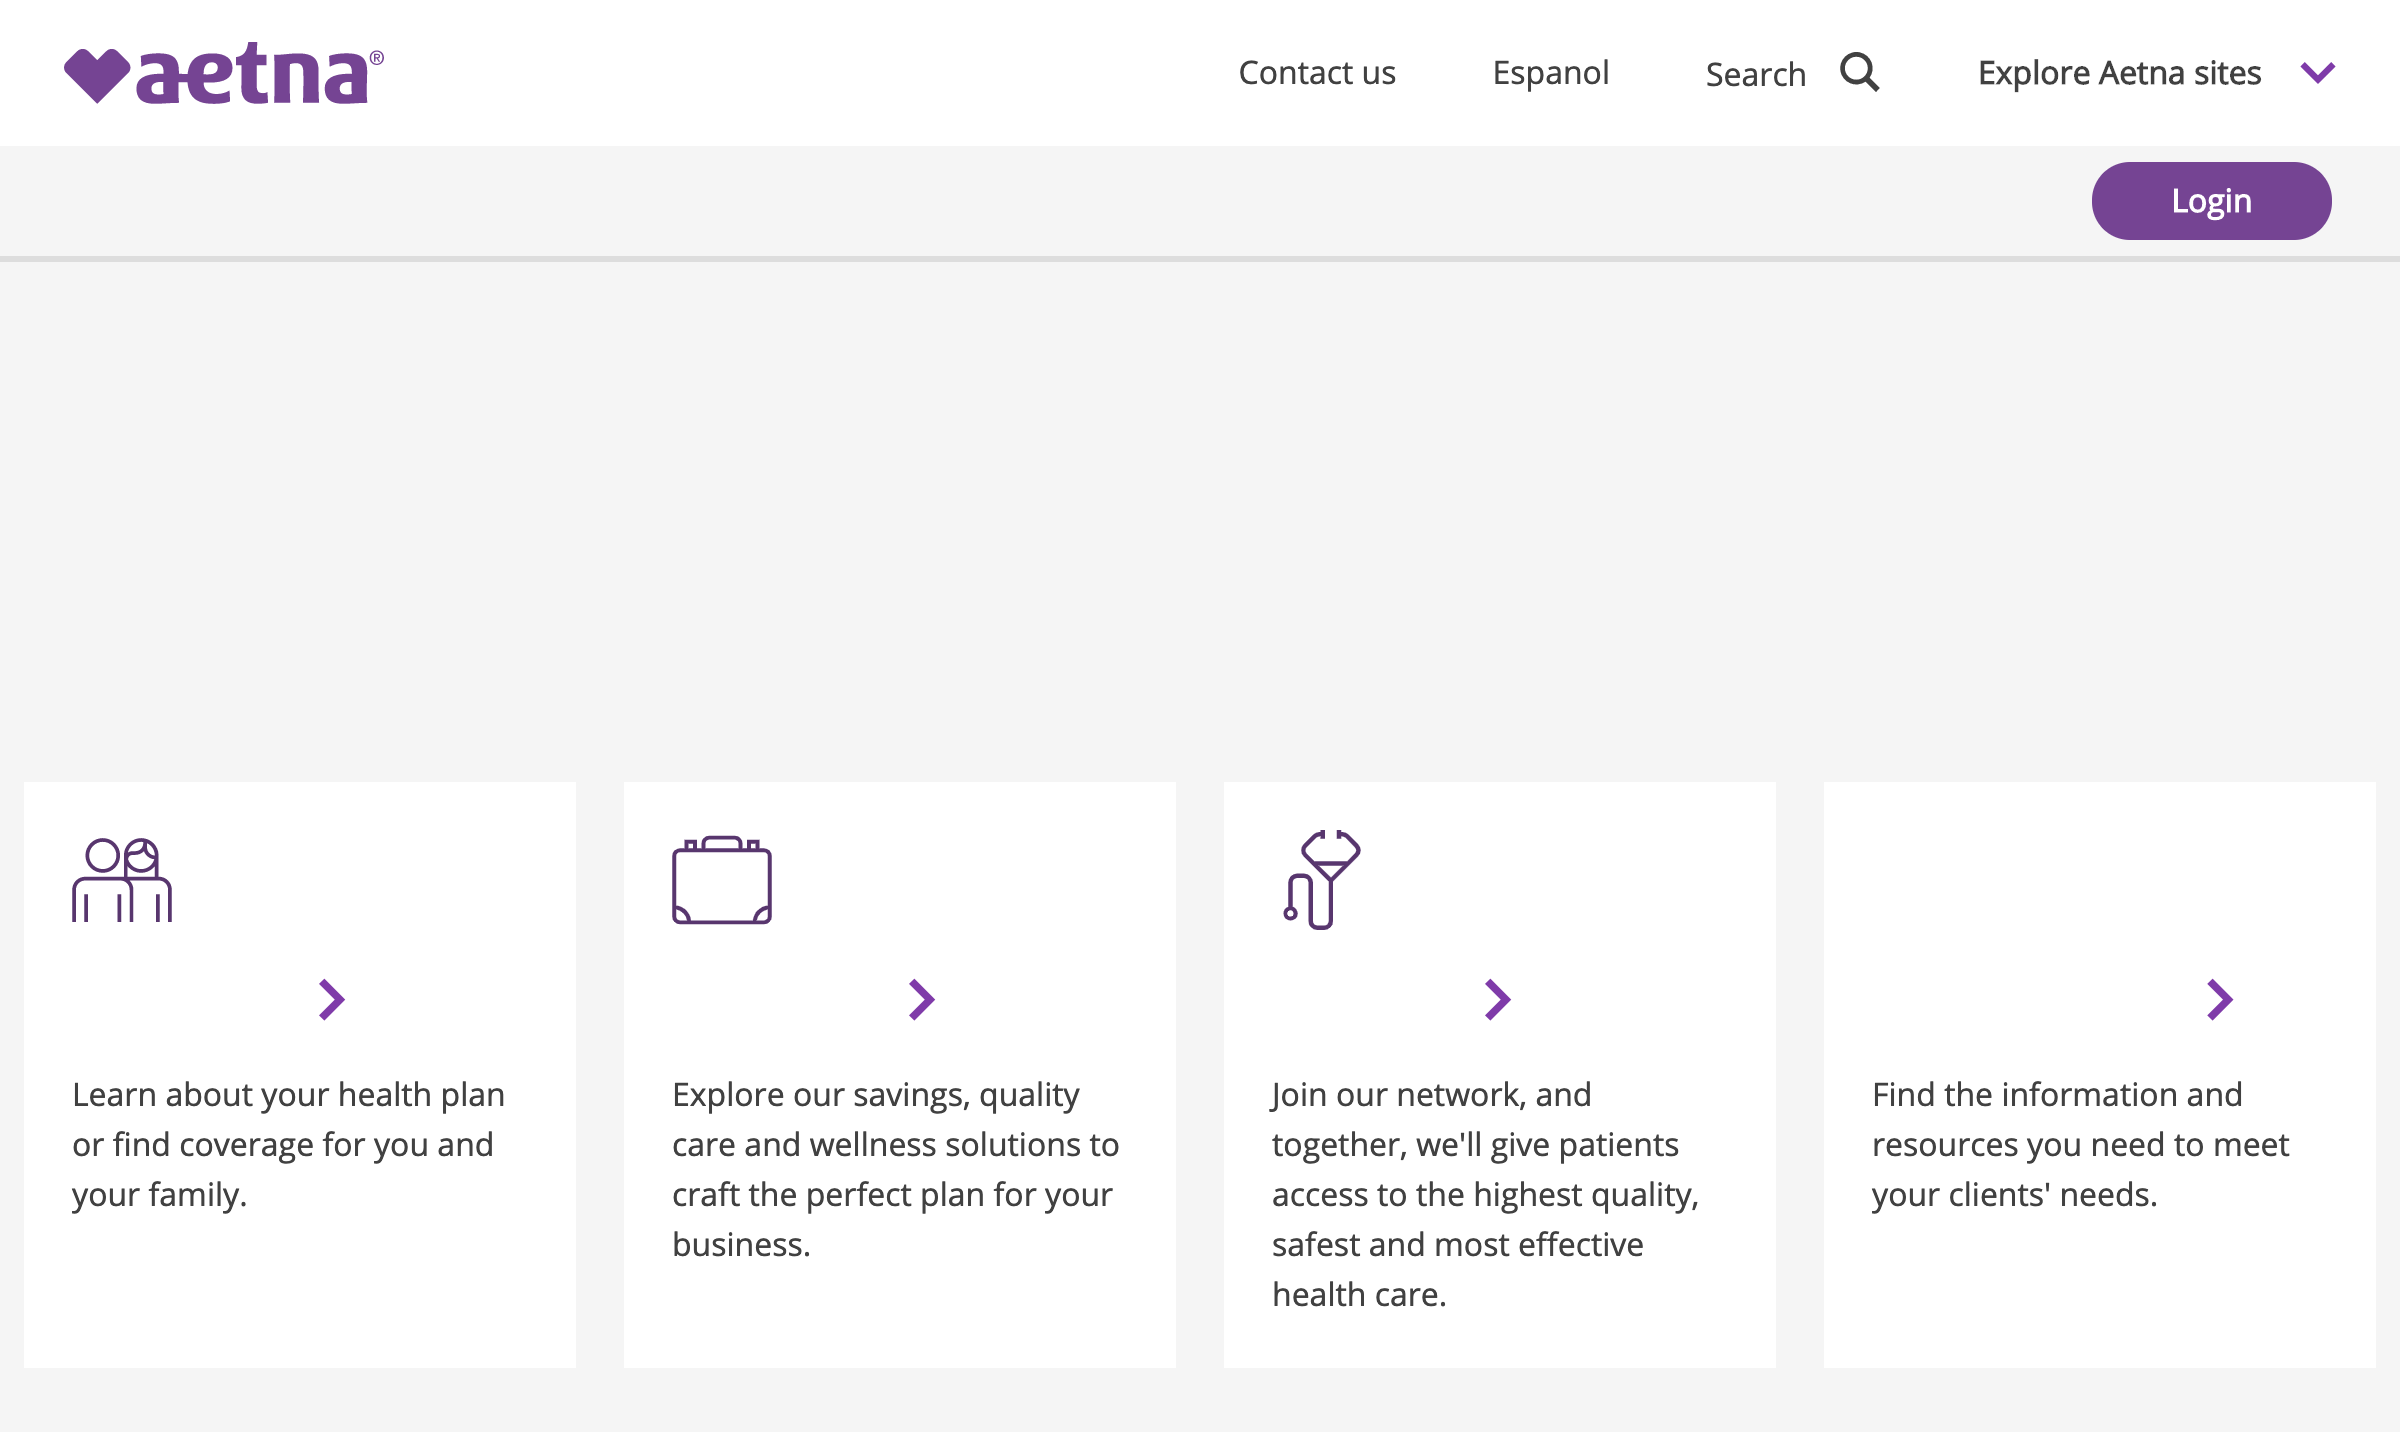 aetna®
Contact us
Espanol
Search
Explore Aetna sites
Login
Learn about your health plan
or find coverage for you and
your family.
Explore our savings, quality
care and wellness solutions to
craft the perfect plan for your
business.
Join our network, and
together, we'll give patients
access to the highest quality,
safest and most effective
health care.
Find the information and
resources you need to meet
your clients' needs.